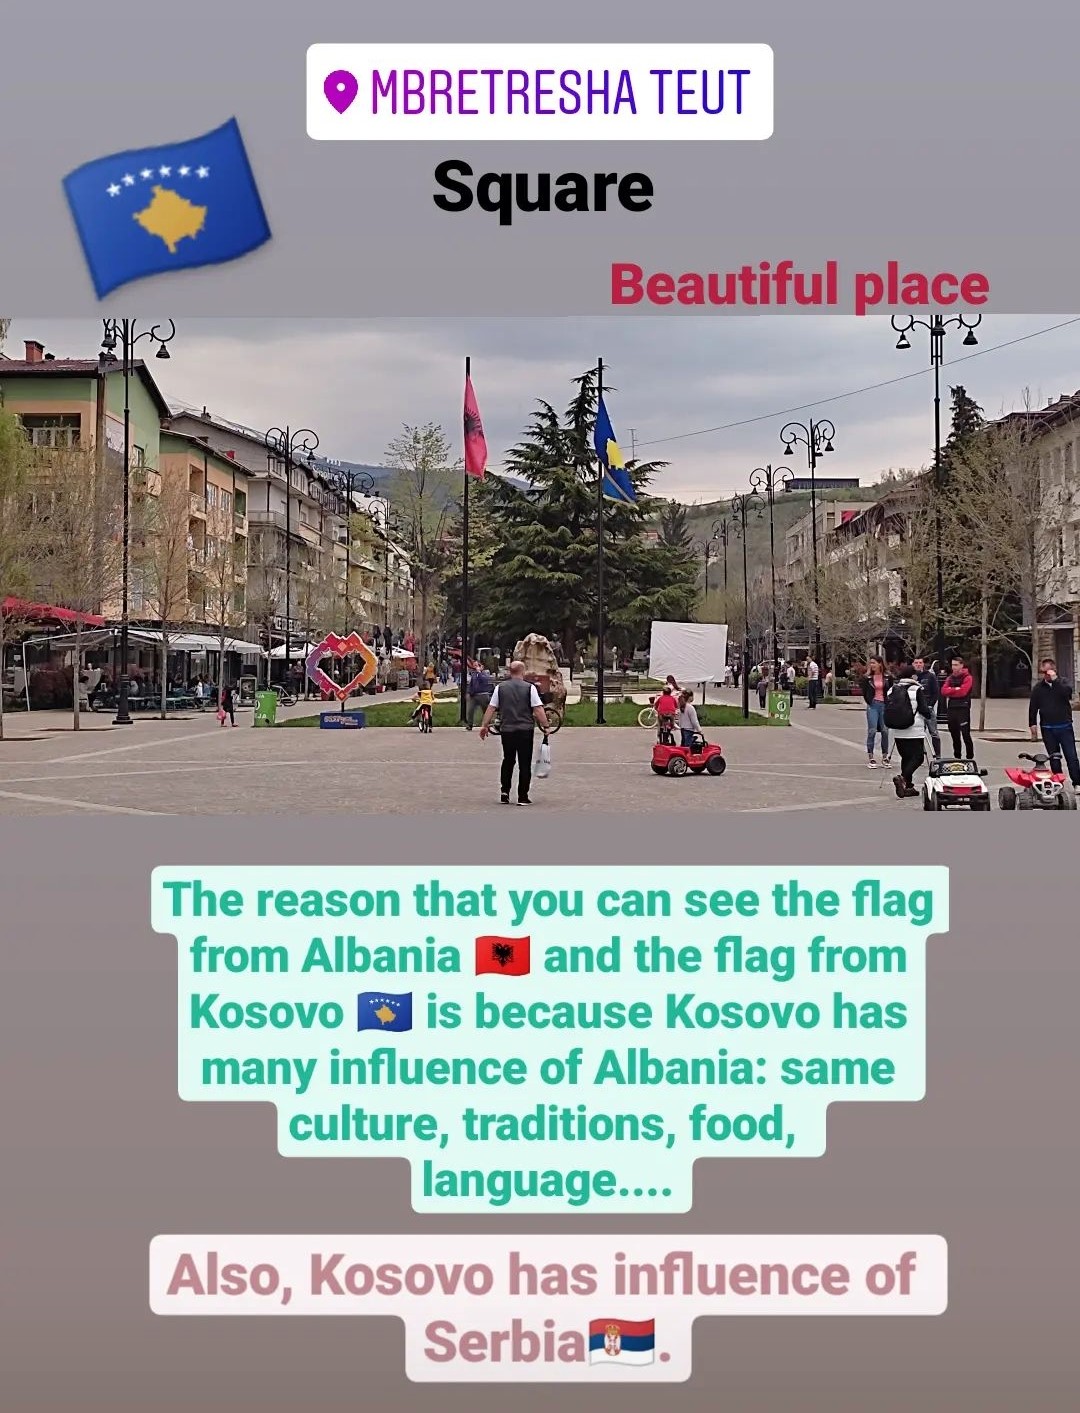 MBRETRESHA TEUT
Square
Beautiful place
The reason that you can see the flag
from Albania 🇦🇱 and the flag from
Kosovo 🇽🇰 is because Kosovo has
many influence of Albania: same
culture, traditions, food,
language....
Also, Kosovo has influence of
Serbia🇷🇸.